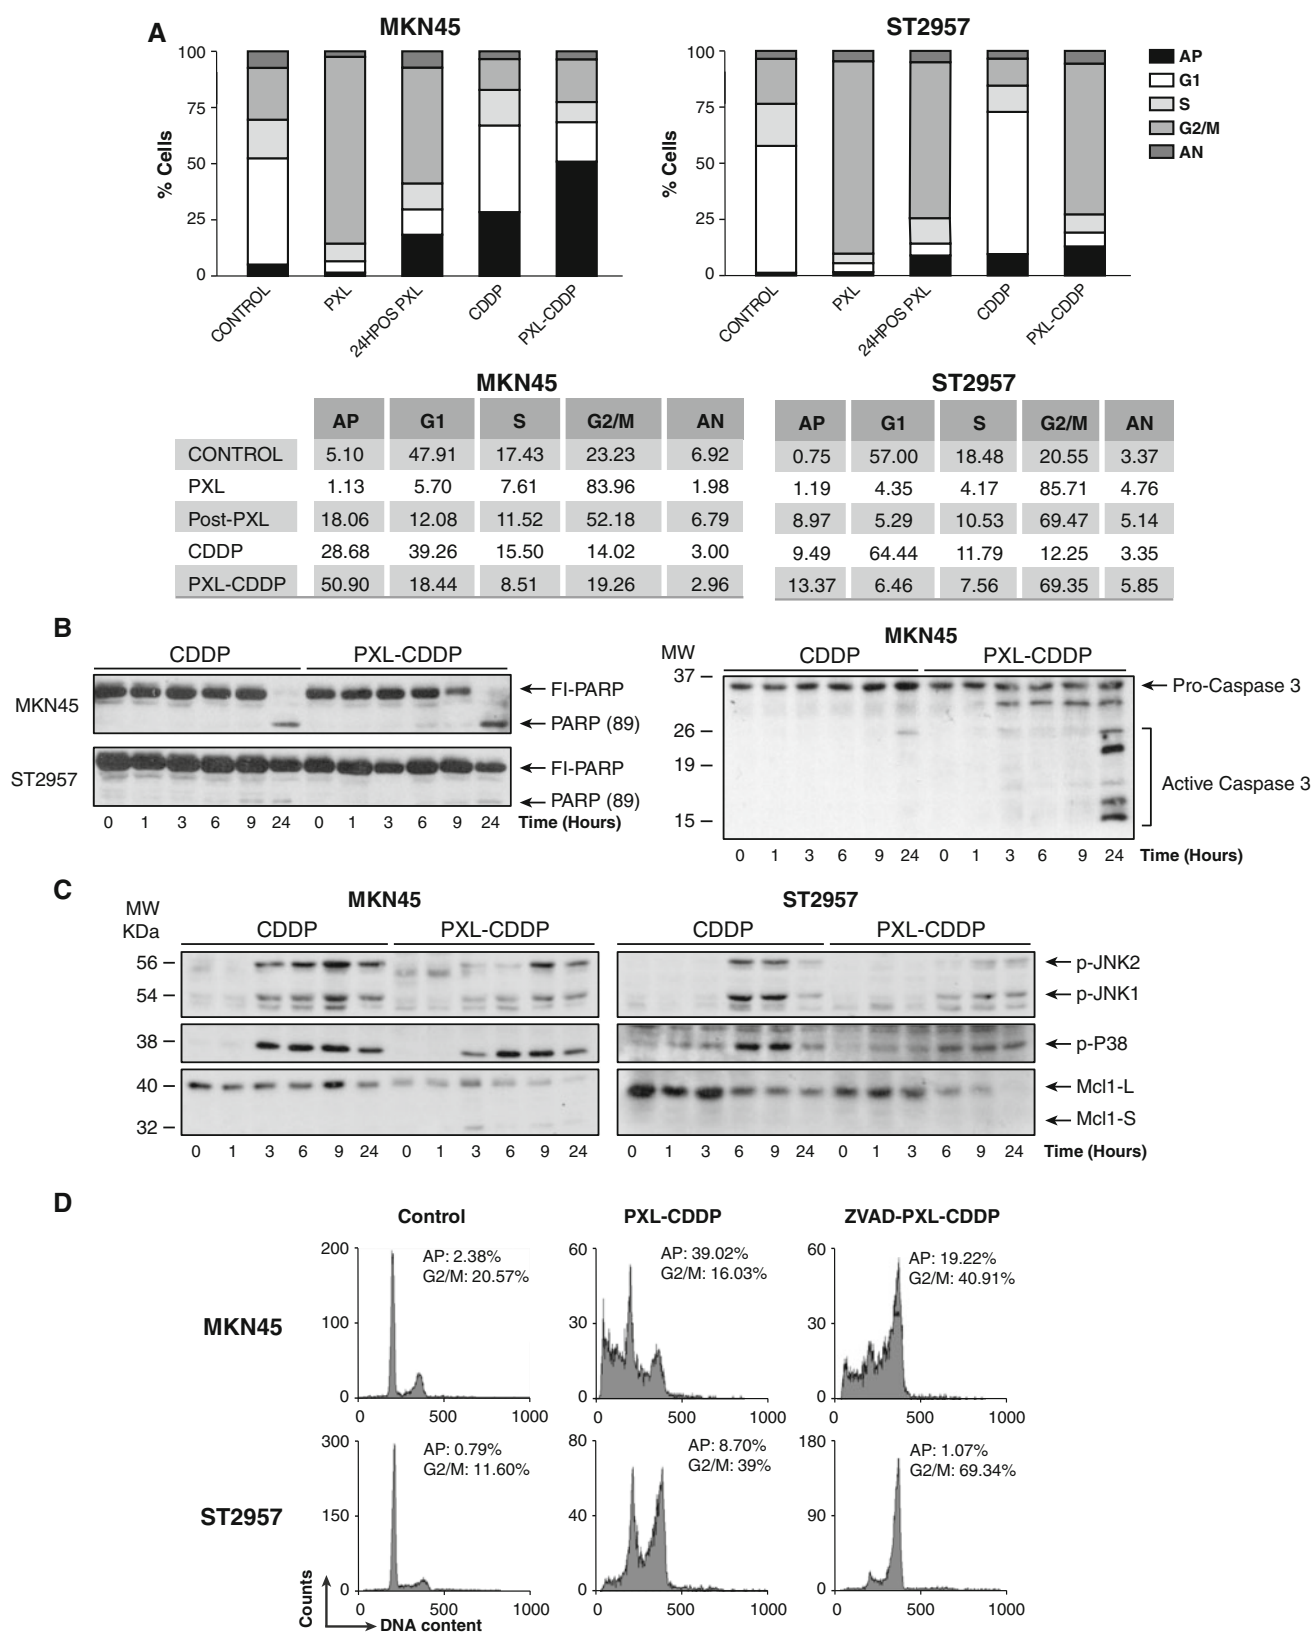 A
MKN45
ST2957
100
75
50
25
0
% Cells
CONTROL
PXL
24HPOS PXL
CDDP
PXL-CDDP
100
75
50
25
0
% Cells
CONTROL
PXL
24HPOS PXL
CDDP
PXL-CDDP
AP
G1
S
G2/M
AN
MKN45
ST2957
AP G1 S G2/M AN AP G1 S G2/M AN
CONTROL 5.10 47.91 17.43 23.23 6.92 0.75 57.00 18.48 20.55 3.37
PXL 1.13 5.70 7.61 83.96 1.98 1.19 4.35 4.17 85.71 4.76
Post-PXL 18.06 12.08 11.52 52.18 6.79 8.97 5.29 10.53 69.47 5.14
CDDP 28.68 39.26 15.50 14.02 3.00 9.49 64.44 11.79 12.25 3.35
PXL-CDDP 50.90 18.44 8.51 19.26 2.96 13.37 6.46 7.56 69.35 5.85
B
CDDP PXL-CDDP
MKN45
FI-PARP
PARP (89)
ST2957
FI-PARP
PARP (89)
0 1 3 6 9 24 0 1 3 6 9 24 Time (Hours)
MKN45
MW
CDDP PXL-CDDP
37
26
19
15
Pro-Caspase 3
Active Caspase 3
0 1 3 6 9 24 0 1 3 6 9 24 Time (Hours)
C
MKN45
ST2957
MW
KDa
CDDP PXL-CDDP CDDP PXL-CDDP
56
54
38
40
32
p-JNK2
p-JNK1
p-P38
Mcl1-L
Mcl1-S
0 1 3 6 9 24 0 1 3 6 9 24 0 1 3 6 9 24 0 1 3 6 9 24 Time (Hours)
D
Control
PXL-CDDP
ZVAD-PXL-CDDP
MKN45
200
100
0
AP: 2.38%
G2/M: 20.57%
0 500 1000
60
30
0
AP: 39.02%
G2/M: 16.03%
0 500 1000
60
30
0
AP: 19.22%
G2/M: 40.91%
0 500 1000
ST2957
300
150
0
AP: 0.79%
G2/M: 11.60%
0 500 1000
80
40
0
AP: 8.70%
G2/M: 39%
0 500 1000
180
90
0
AP: 1.07%
G2/M: 69.34%
0 500 1000
Counts
DNA content